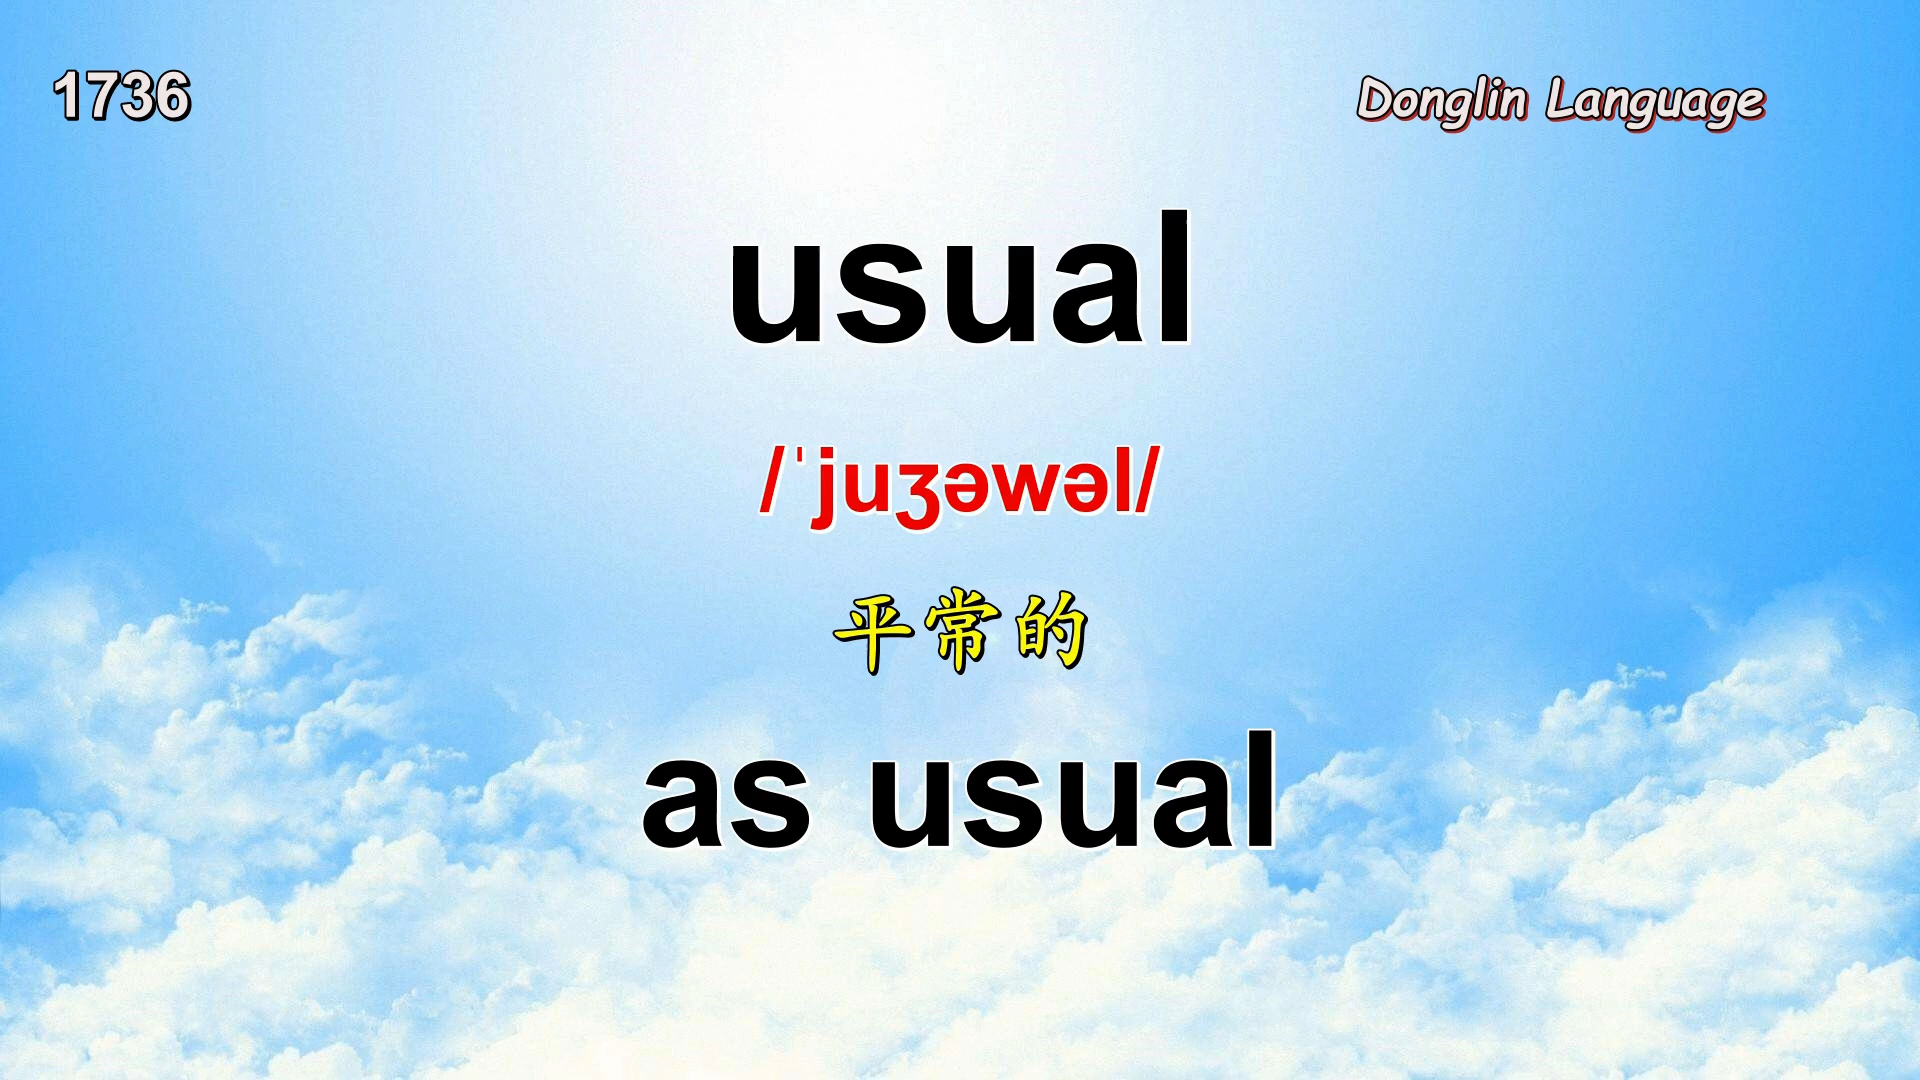 1736
Donglin Language
usual
/ˈjuʒəwəl/
平常的
as usual